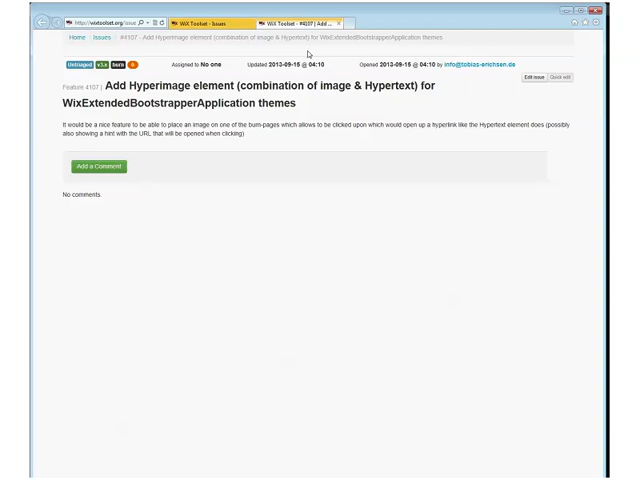 http://wixtoolset.org/issue
WiX Toolset - Issues
WiX Toolset - #4107 | Add ...
Home Issues #4107 - Add Hyperimage element (combination of image & Hypertext) for WixExtendedBootstrapperApplication themes
Untriaged v3.x burn 0 Assigned to No one Updated 2013-09-15 @ 04:10 Opened 2013-09-15 @ 04:10 by info@tobias-erichsen.de
Edit issue Quick edit
Feature 4107 | Add Hyperimage element (combination of image & Hypertext) for
WixExtendedBootstrapperApplication themes
It would be a nice feature to be able to place an image on one of the burn-pages which allows to be clicked upon which would open up a hyperlink like the Hypertext element does (possibly
also showing a hint with the URL that will be opened when clicking)
Add a Comment
No comments.